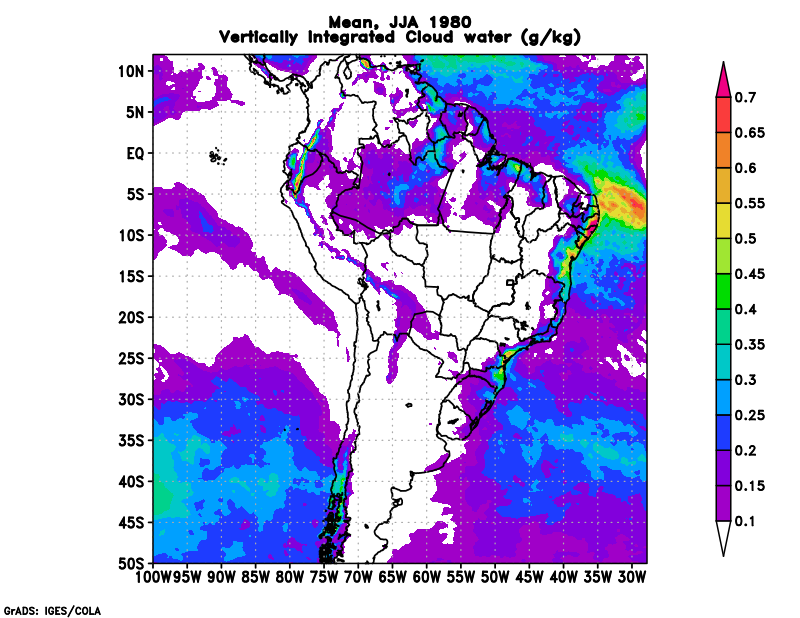 Mean, JJA 1980
Vertically Integrated Cloud water (g/kg)
10N
5N
EQ
5S
10S
15S
20S
25S
30S
35S
40S
45S
50S
100W 95W 90W 85W 80W 75W 70W 65W 60W 55W 50W 45W 40W 35W 30W
0.7
0.65
0.6
0.55
0.5
0.45
0.4
0.35
0.3
0.25
0.2
0.15
0.1
GrADS: IGES/COLA